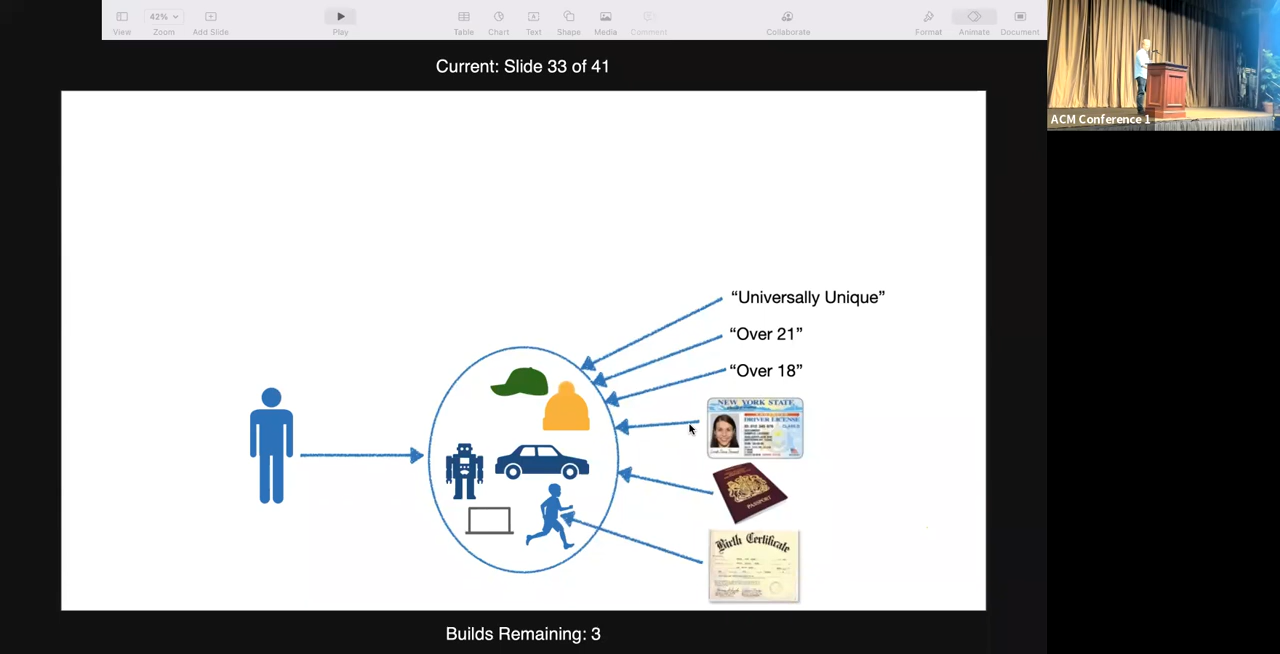 42%
View
Zoom
Add Slide
Play
Table
Chart
Text
Shape
Media
Comment
Collaborate
Format
Animate
Document
Current: Slide 33 of 41
ACM Conference 1
“Universally Unique”
“Over 21”
“Over 18”
NEW YORK STATE
DRIVER LICENSE
PASSPORT
Birth Certificate
Builds Remaining: 3